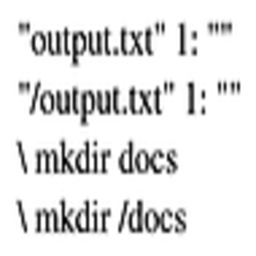 "output.txt" 1: ""
"/output.txt" 1: ""
\ mkdir docs
\ mkdir /docs